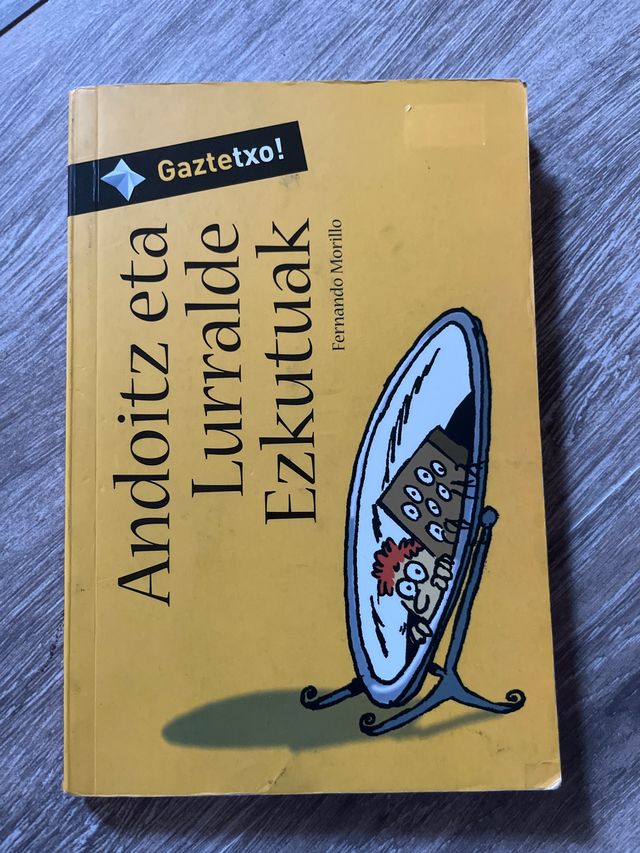 Gaztetxo!
Andoitz eta
Lurralde
Ezkutuak
Fernando Morillo